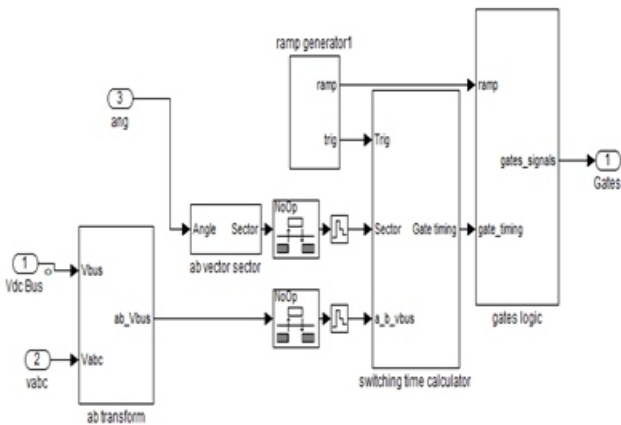 ramp generator1
ramp
trig
3
ang
ramp
gates_signals
gate_timing
gates logic
1
Gates
Trig
Sector
Gate timing
a_b_vbus
switching time calculator
Angle
Sector
ab vector sector
NoOp
NoOp
1
Vdc Bus
2
vabc
Vbus
ab_Vbus
Vabc
ab transform